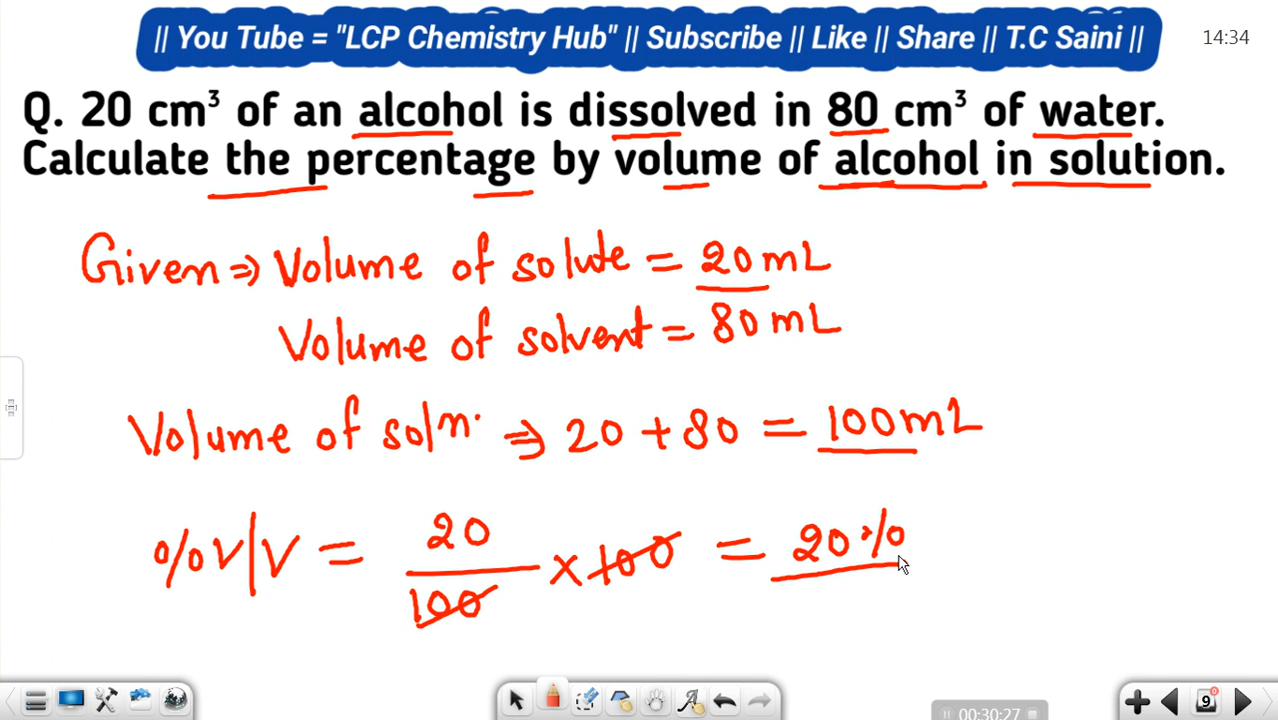 || You Tube = "LCP Chemistry Hub" || Subscribe || Like || Share || T.C Saini ||
14:34
Q. 20 cm³ of an alcohol is dissolved in 80 cm³ of water.
Calculate the percentage by volume of alcohol in solution.
Given ⇒ Volume of solute = 20 mL
Volume of solvent = 80 mL
Volume of soln. ⇒ 20 + 80 = 100 mL
% V/V = 20/100 × 100 = 20%
9
00:30:27